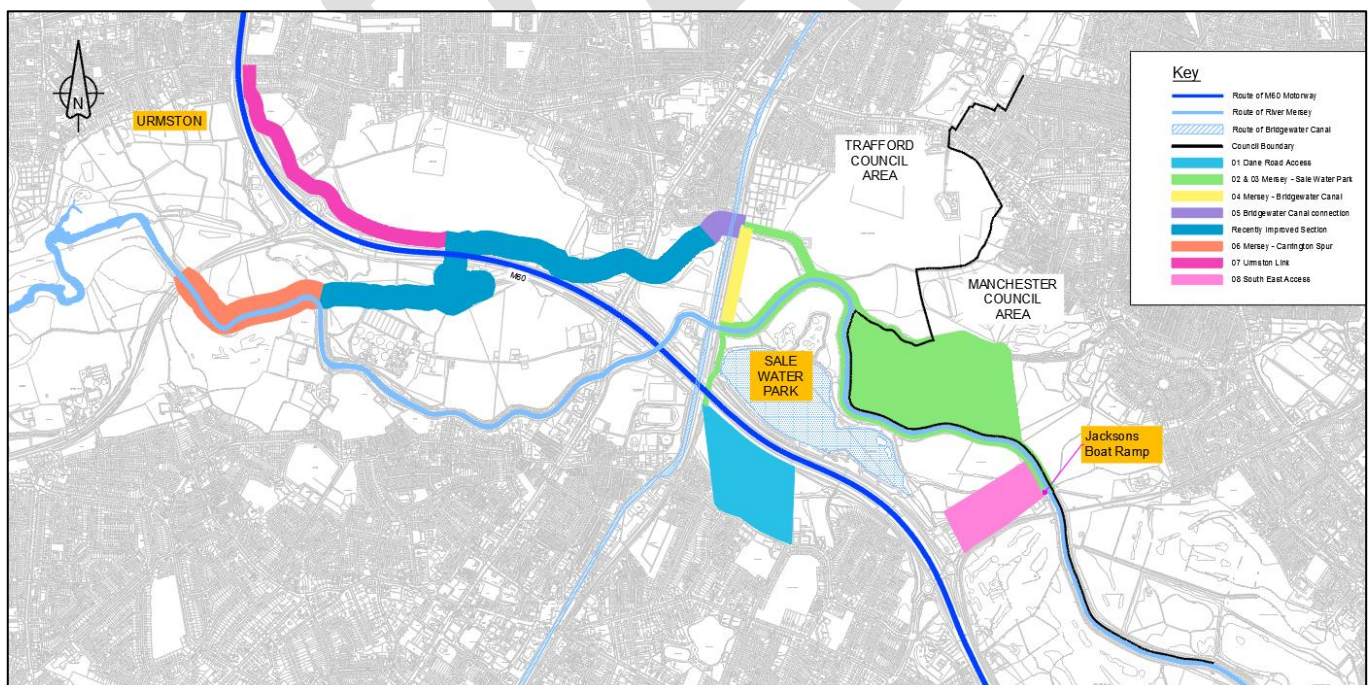 N
URMSTON
M60
TRAFFORD
COUNCIL
AREA
MANCHESTER
COUNCIL
AREA
SALE
WATER
PARK
Jacksons
Boat Ramp
Key
Route of M60 Motorway
Route of River Mersey
Route of Bridgewater Canal
Council Boundary
01 Dane Road Access
02 & 03 Mersey - Sale Water Park
04 Mersey - Bridgewater Canal
05 Bridgewater Canal connection
Recently Improved Section
06 Mersey - Carrington Spur
07 Urmston Link
08 South East Access